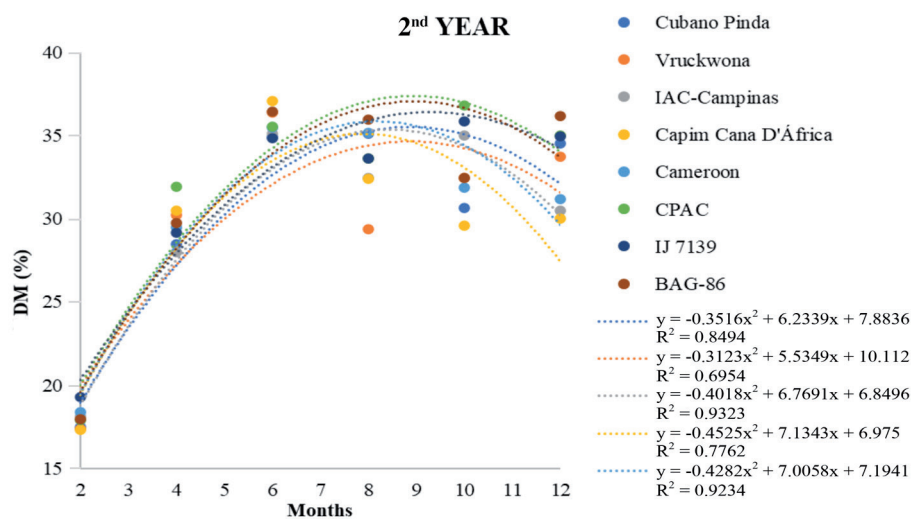 2nd YEAR
40
35
30
25
20
15
DM (%)
2 3 4 5 6 7 8 9 10 11 12
Months
Cubano Pinda
Vruckwona
IAC-Campinas
Capim Cana D'África
Cameroon
CPAC
IJ 7139
BAG-86
y = -0.3516x² + 6.2339x + 7.8836
R² = 0.8494
y = -0.3123x² + 5.5349x + 10.112
R² = 0.6954
y = -0.4018x² + 6.7691x + 6.8496
R² = 0.9323
y = -0.4525x² + 7.1343x + 6.975
R² = 0.7762
y = -0.4282x² + 7.0058x + 7.1941
R² = 0.9234